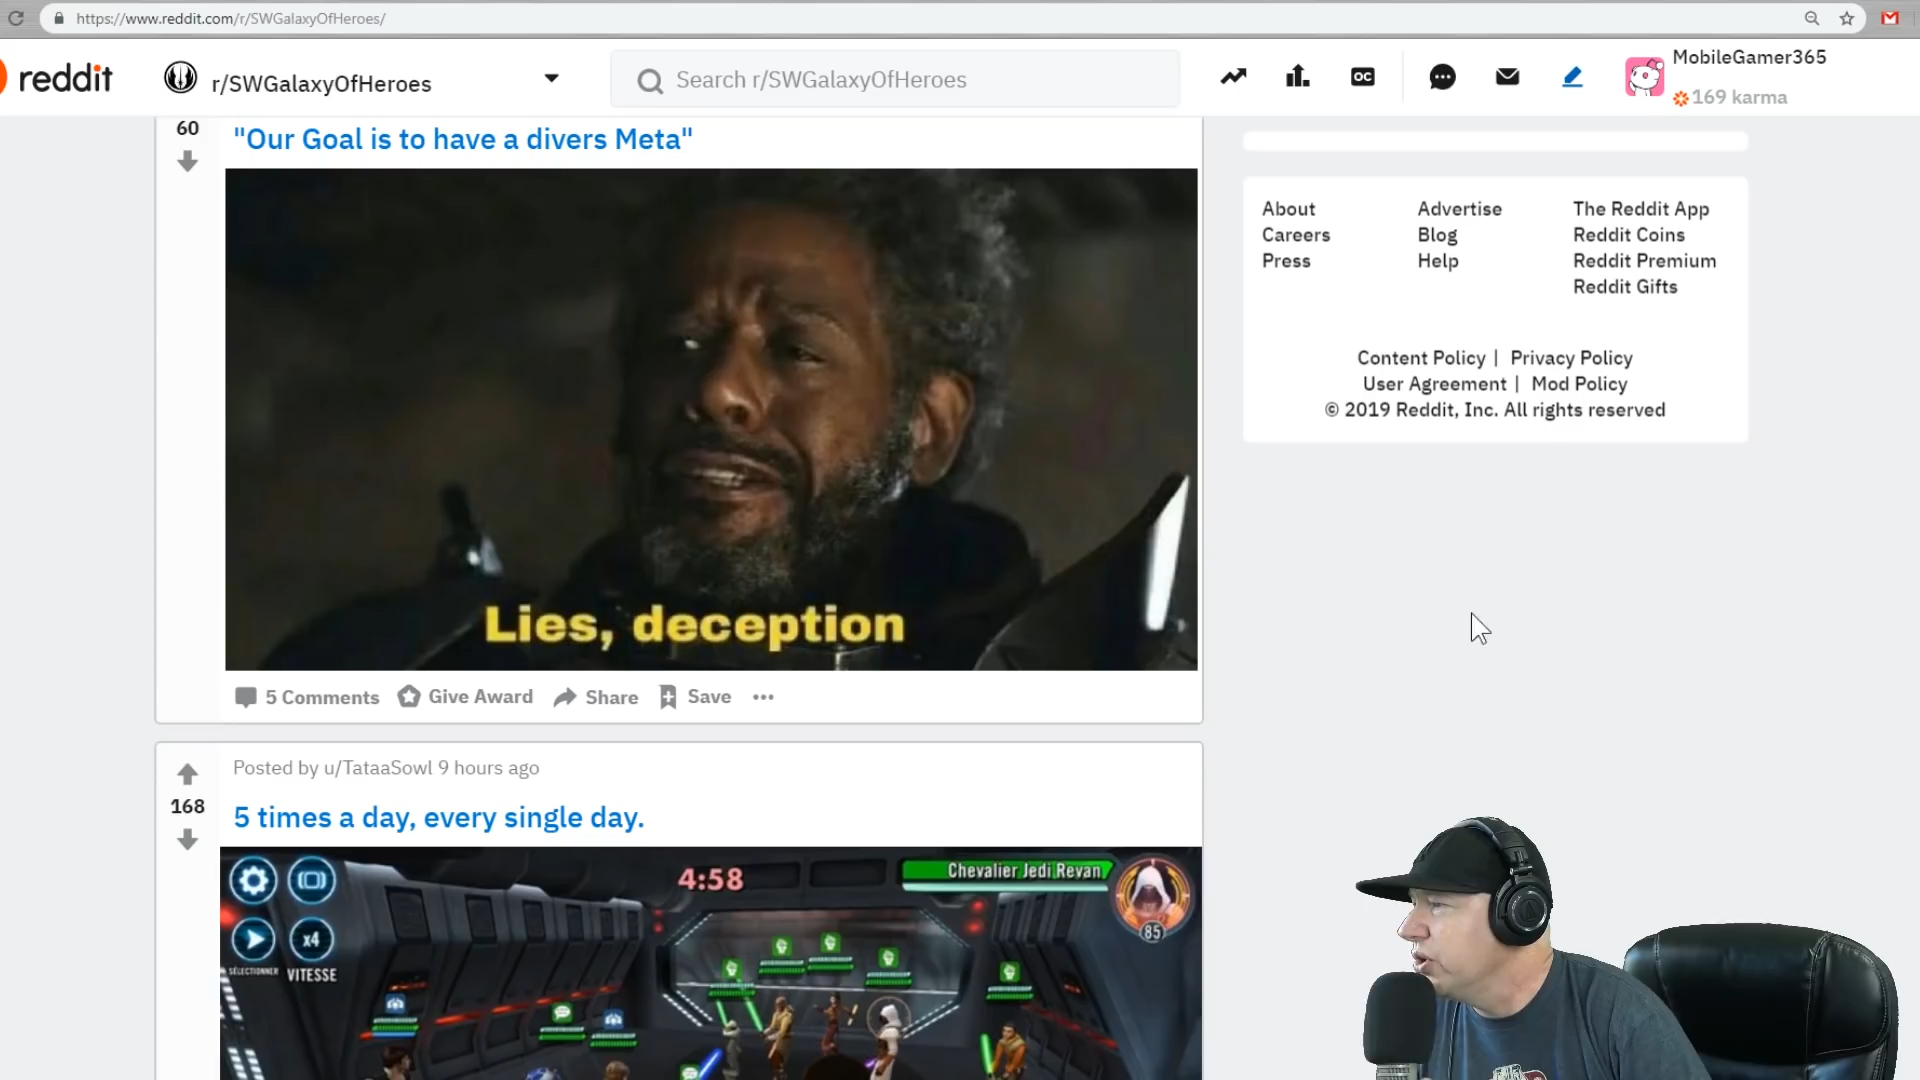 https://www.reddit.com/r/SWGalaxyOfHeroes/
reddit
r/SWGalaxyOfHeroes
Search r/SWGalaxyOfHeroes
OC
MobileGamer365
169 karma
60
"Our Goal is to have a divers Meta"
Lies, deception
5 Comments
Give Award
Share
Save
About
Advertise
The Reddit App
Careers
Blog
Reddit Coins
Press
Help
Reddit Premium
Reddit Gifts
Content Policy | Privacy Policy
User Agreement | Mod Policy
© 2019 Reddit, Inc. All rights reserved
Posted by u/TataaSowl 9 hours ago
168
5 times a day, every single day.
4:58
Chevalier Jedi Revan
85
x4
SÉLECTIONNER
VITESSE